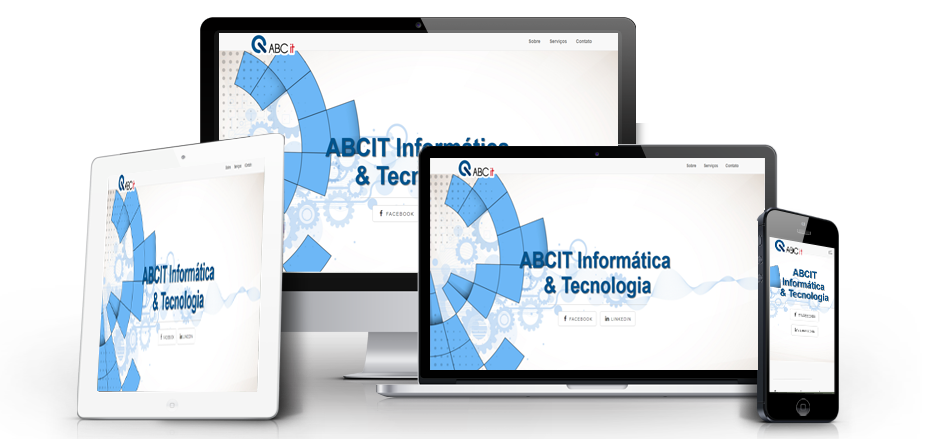 ABC it
Sobre Serviços Contato
ABCIT Informática
& Tecnologia
FACEBOOK
ABC it
Sobre Serviços Contato
ABCIT Informática
& Tecnologia
FACEBOOK LINKEDIN
ABC it
Sobre Serviços Contato
ABCIT Informática
& Tecnologia
FACEBOOK LINKEDIN
ABC it
ABCIT
Informática
& Tecnologia
FACEBOOK
LINKEDIN